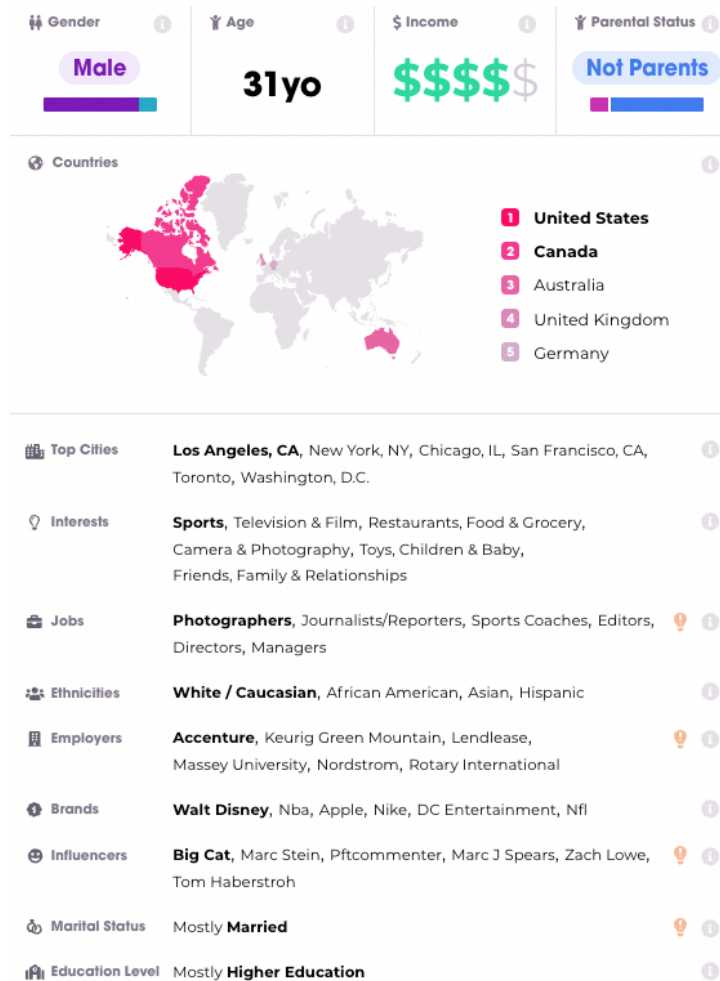 Gender
Age
$ Income
Parental Status
Male
31yo
$$$$$
Not Parents
Countries
1 United States
2 Canada
3 Australia
4 United Kingdom
5 Germany
Top Cities
Los Angeles, CA, New York, NY, Chicago, IL, San Francisco, CA,
Toronto, Washington, D.C.
Interests
Sports, Television & Film, Restaurants, Food & Grocery,
Camera & Photography, Toys, Children & Baby,
Friends, Family & Relationships
Jobs
Photographers, Journalists/Reporters, Sports Coaches, Editors,
Directors, Managers
Ethnicities
White / Caucasian, African American, Asian, Hispanic
Employers
Accenture, Keurig Green Mountain, Lendlease,
Massey University, Nordstrom, Rotary International
Brands
Walt Disney, Nba, Apple, Nike, DC Entertainment, Nfl
Influencers
Big Cat, Marc Stein, Pftcommenter, Marc J Spears, Zach Lowe,
Tom Haberstroh
Marital Status
Mostly Married
Education Level
Mostly Higher Education